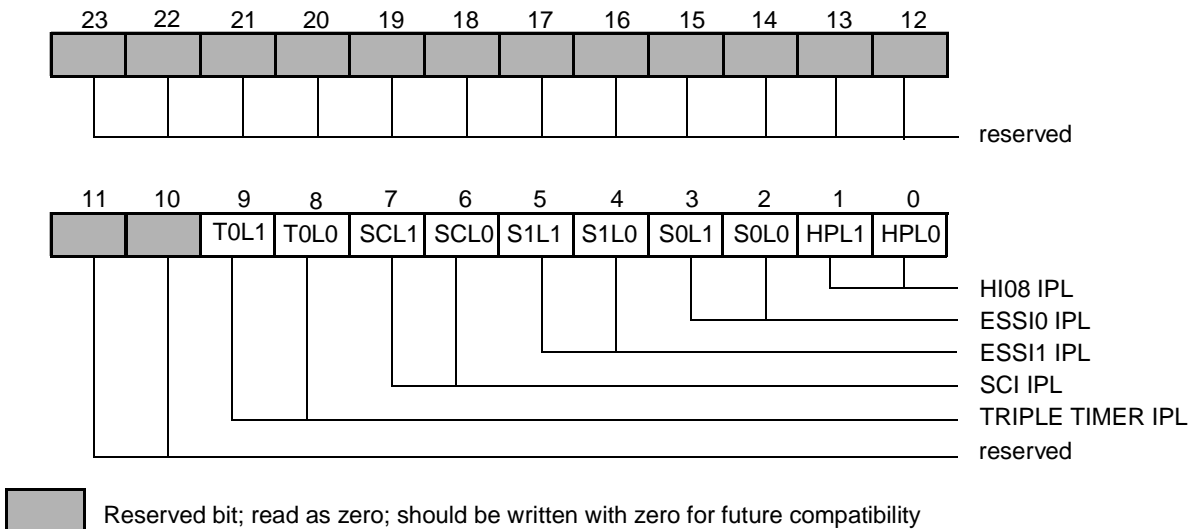 23 22 21 20 19 18 17 16 15 14 13 12
reserved
11 10 9 8 7 6 5 4 3 2 1 0
T0L1 T0L0 SCL1 SCL0 S1L1 S1L0 S0L1 S0L0 HPL1 HPL0
HI08 IPL
ESSI0 IPL
ESSI1 IPL
SCI IPL
TRIPLE TIMER IPL
reserved
Reserved bit; read as zero; should be written with zero for future compatibility